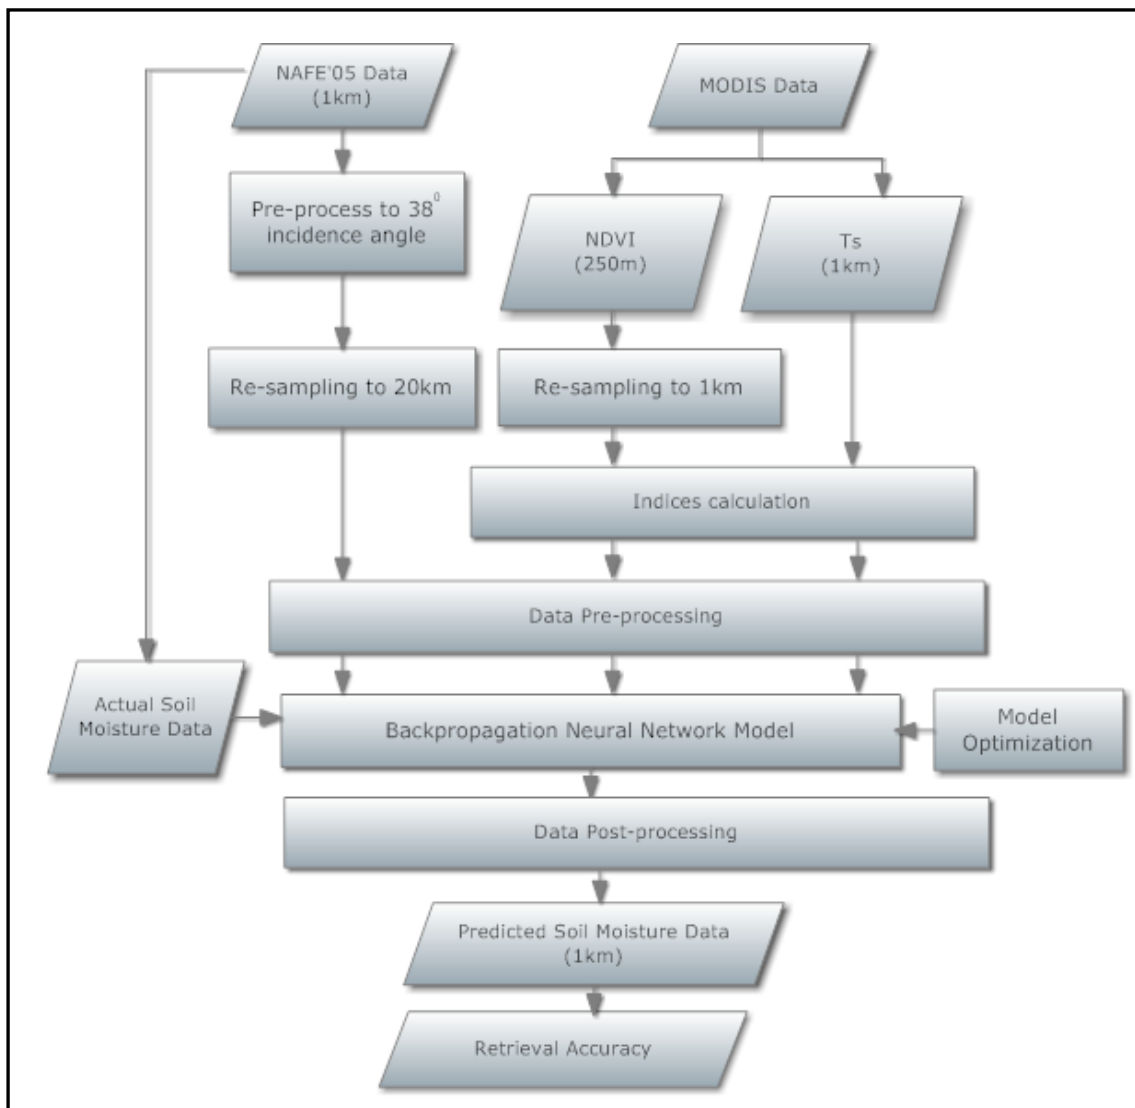 NAFE'05 Data
(1km)
MODIS Data
Pre-process to 38⁰
incidence angle
NDVI
(250m)
Ts
(1km)
Re-sampling to 20km
Re-sampling to 1km
Indices calculation
Data Pre-processing
Actual Soil
Moisture Data
Backpropagation Neural Network Model
Model
Optimization
Data Post-processing
Predicted Soil Moisture Data
(1km)
Retrieval Accuracy